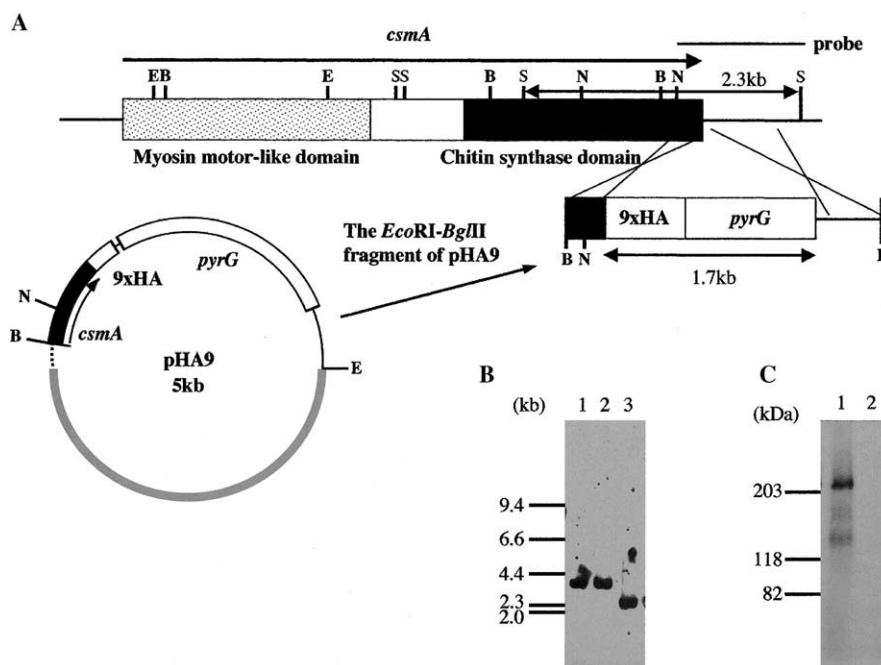 A
csmA
probe
E B E S S B S N B N 2.3kb S
Myosin motor-like domain Chitin synthase domain
9xHA pyrG
The EcoRI-BglII
fragment of pHA9
B N
1.7kb
pyrG
9xHA
N
csmA
B
pHA9
5kb
E
B
(kb) 1 2 3
9.4
6.6
4.4
2.3
2.0
C
(kDa) 1 2
203
118
82